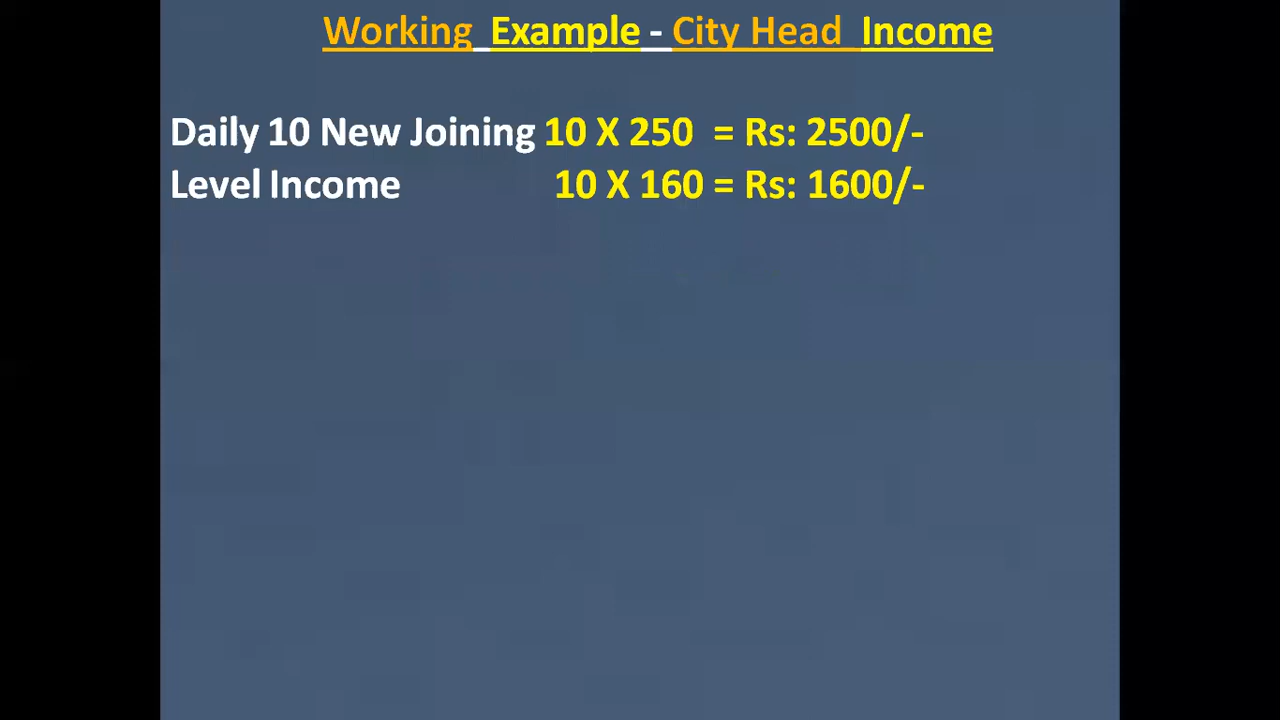 Working Example - City Head Income
Daily 10 New Joining 10 X 250 = Rs: 2500/-
Level Income 10 X 160 = Rs: 1600/-